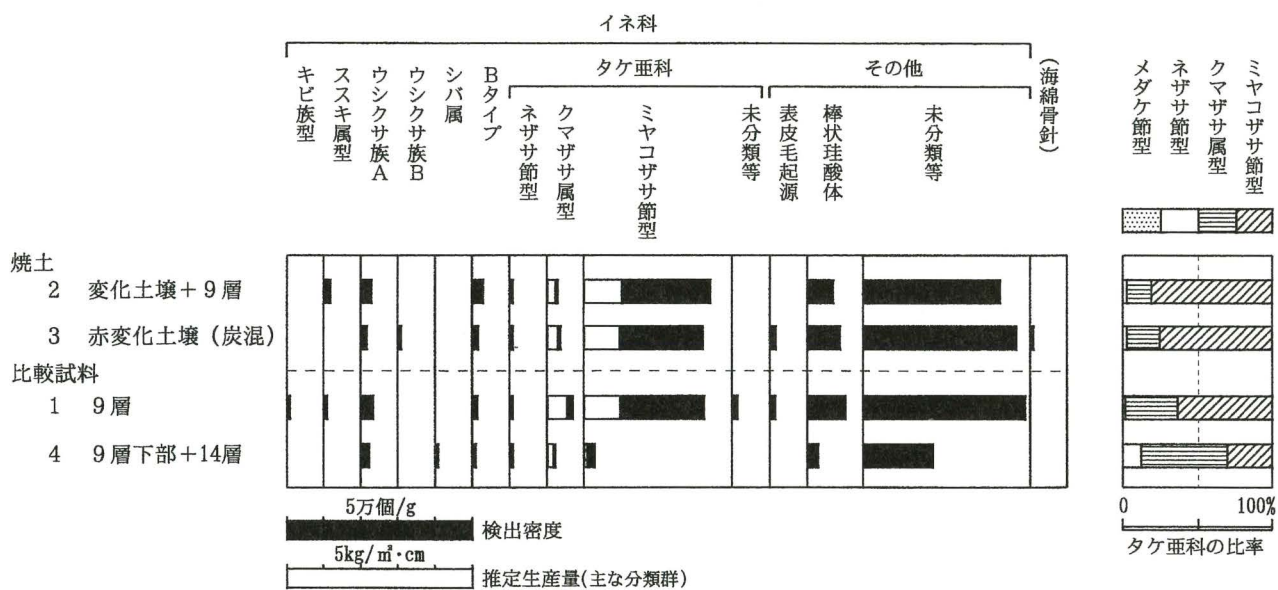 イネ科
タケ亜科
その他
キビ族型
ススキ属型
ウシクサ族A
ウシクサ族B
シバ属
Bタイプ
ネザサ節型
クマザサ属型
ミヤコザサ節型
未分類等
表皮毛起源
棒状珪酸体
未分類等
(海綿骨針)
メダケ節型
ネザサ節型
クマザサ属型
ミヤコザサ節型
焼土
2 変化土壌+9層
3 赤変化土壌(炭混)
比較試料
1 9層
4 9層下部+14層
5万個/g
検出密度
5kg/㎡・cm
推定生産量(主な分類群)
0 100%
タケ亜科の比率